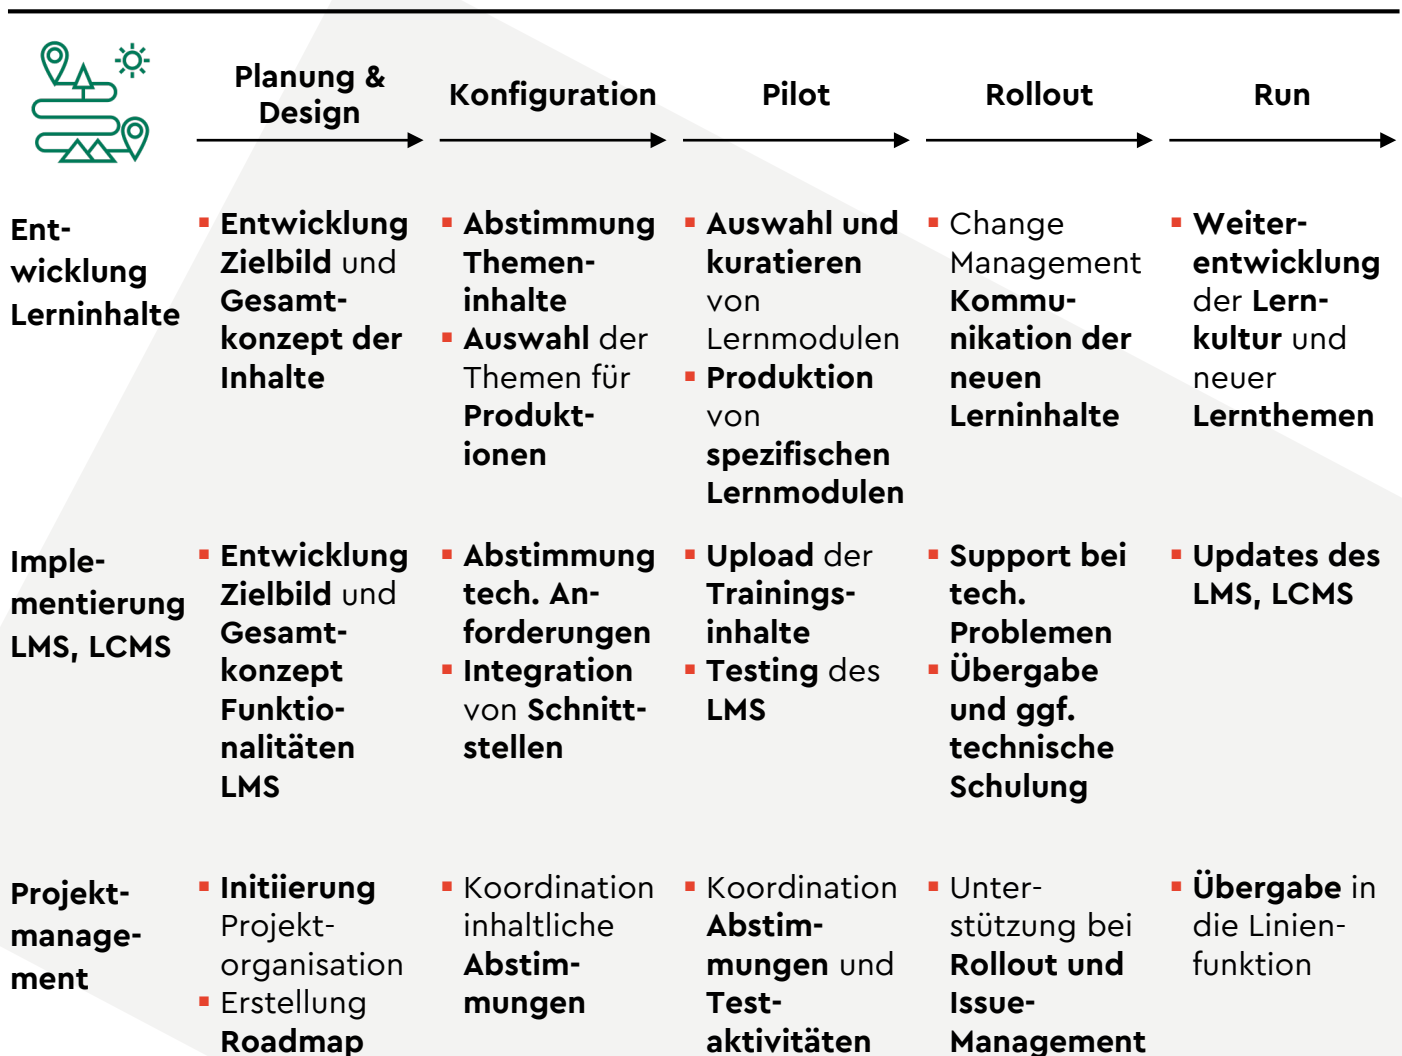 Planung &
Design
Konfiguration
Pilot
Rollout
Run
Ent-
wicklung
Lerninhalte
▪ Entwicklung
Zielbild und
Gesamt-
konzept der
Inhalte
▪ Abstimmung
Themen-
inhalte
▪ Auswahl der
Themen für
Produkt-
ionen
▪ Auswahl und
kuratieren
von
Lernmodulen
▪ Produktion
von
spezifischen
Lernmodulen
▪ Change
Management
Kommu-
nikation der
neuen
Lerninhalte
▪ Weiter-
entwicklung
der Lern-
kultur und
neuer
Lernthemen
Imple-
mentierung
LMS, LCMS
▪ Entwicklung
Zielbild und
Gesamt-
konzept
Funktio-
nalitäten
LMS
▪ Abstimmung
tech. An-
forderungen
▪ Integration
von Schnitt-
stellen
▪ Upload der
Trainings-
inhalte
▪ Testing des
LMS
▪ Support bei
tech.
Problemen
▪ Übergabe
und ggf.
technische
Schulung
▪ Updates des
LMS, LCMS
Projekt-
manage-
ment
▪ Initiierung
Projekt-
organisation
▪ Erstellung
Roadmap
▪ Koordination
inhaltliche
Abstim-
mungen
▪ Koordination
Abstim-
mungen und
Test-
aktivitäten
▪ Unter-
stützung bei
Rollout und
Issue-
Management
▪ Übergabe in
die Linien-
funktion